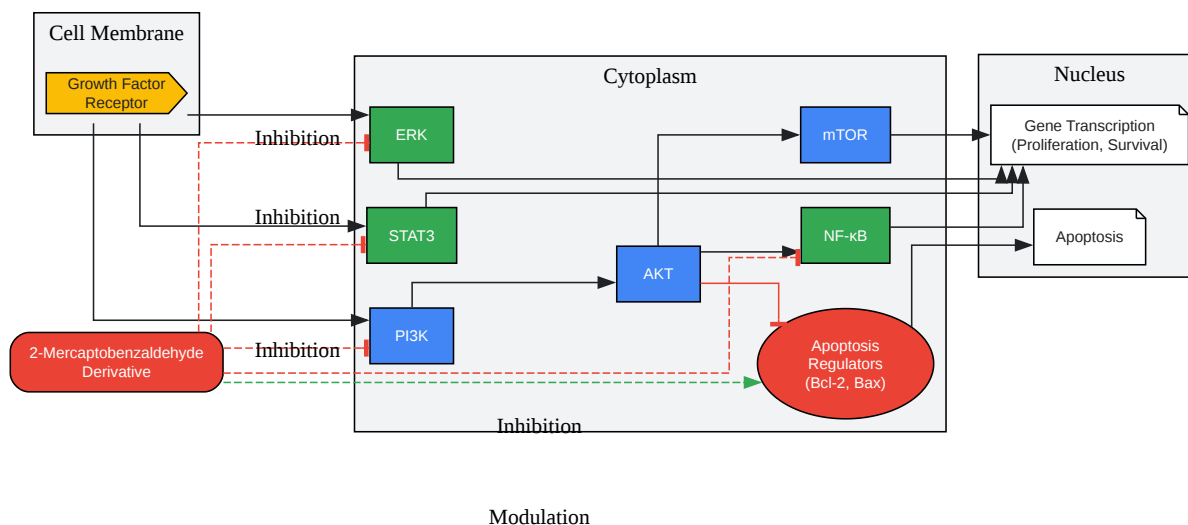 Cell Membrane
Growth Factor
Receptor
Cytoplasm
Nucleus
ERK
mTOR
Gene Transcription
(Proliferation, Survival)
Inhibition
Inhibition
STAT3
NF-κB
Apoptosis
AKT
PI3K
Inhibition
2-Mercaptobenzaldehyde
Derivative
Apoptosis
Regulators
(Bcl-2, Bax)
Inhibition
Modulation